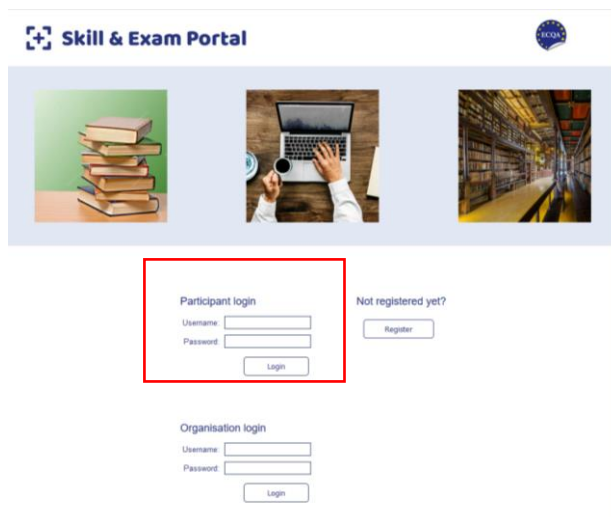 [+] Skill & Exam Portal
ECQA
Participant login
Username:
Password:
Login
Not registered yet?
Register
Organisation login
Username:
Password:
Login